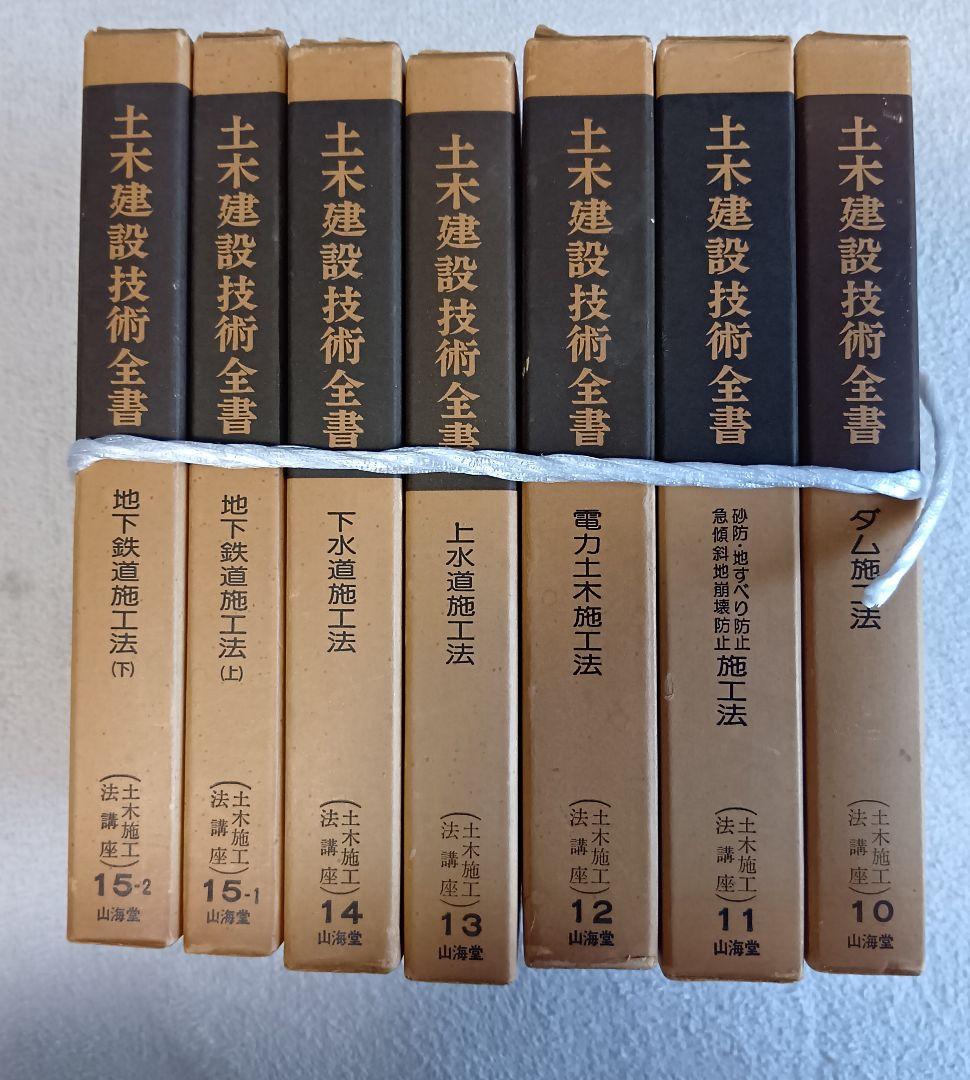 土木建設技術全書
地下鉄道施工法(下)
(土木施工
法講座)
15-2
山海堂
土木建設技術全書
地下鉄道施工法(上)
(土木施工
法講座)
15-1
山海堂
土木建設技術全書
下水道施工法
(土木施工
法講座)
14
山海堂
土木建設技術全書
上水道施工法
(土木施工
法講座)
13
山海堂
土木建設技術全書
電力土木施工法
(土木施工
法講座)
12
山海堂
土木建設技術全書
砂防・地すべり防止
急傾斜地崩壊防止
施工法
(土木施工
法講座)
11
山海堂
土木建設技術全書
ダム施工法
(土木施工
法講座)
10
山海堂